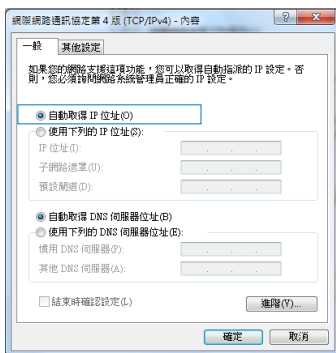 網際網路通訊協定第 4 版 (TCP/IPv4) - 內容
一般
其他設定
如果您的網路支援這項功能，您可以取得自動指派的 IP 設定。否
則，您必須詢問網路系統管理員正確的 IP 設定。
自動取得 IP 位址(O)
使用下列的 IP 位址(S):
IP 位址(I):
子網路遮罩(U):
預設閘道(D):
自動取得 DNS 伺服器位址(B)
使用下列的 DNS 伺服器位址(E):
慣用 DNS 伺服器(P):
其他 DNS 伺服器(A):
結束時確認設定(L)
進階(V)...
確定
取消